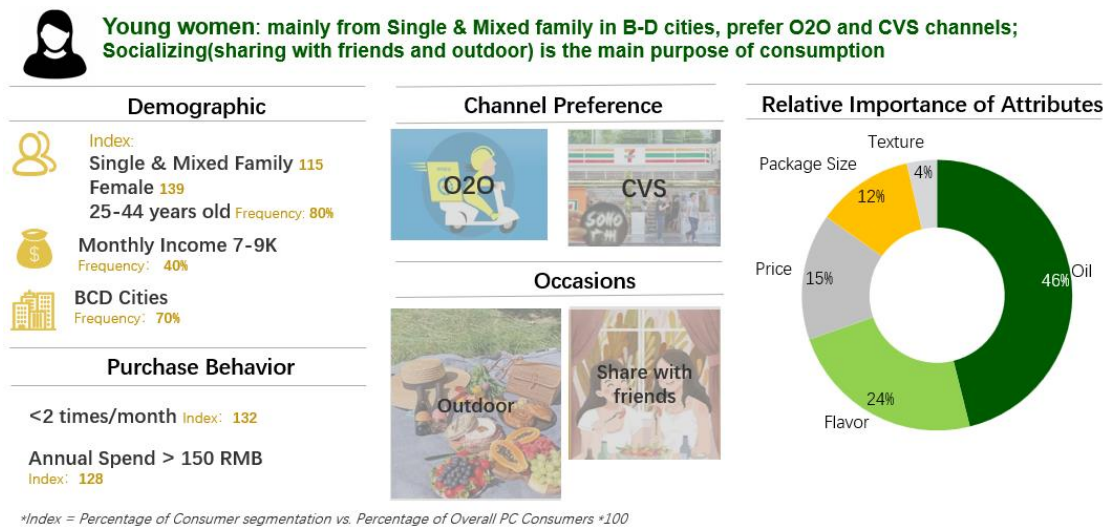 Young women: mainly from Single & Mixed family in B-D cities, prefer O2O and CVS channels;
Socializing(sharing with friends and outdoor) is the main purpose of consumption
Demographic
Index:
Single & Mixed Family 115
Female 139
25-44 years old Frequency: 80%
$
Monthly Income 7-9K
Frequency: 40%
BCD Cities
Frequency: 70%
Purchase Behavior
<2 times/month Index: 132
Annual Spend > 150 RMB
Index: 128
Channel Preference
O2O
CVS
SOHO
Occasions
Outdoor
Share with
friends
Relative Importance of Attributes
Texture
4%
Package Size
12%
Price
15%
Flavor
24%
46%
Oil
*Index = Percentage of Consumer segmentation vs. Percentage of Overall PC Consumers *100